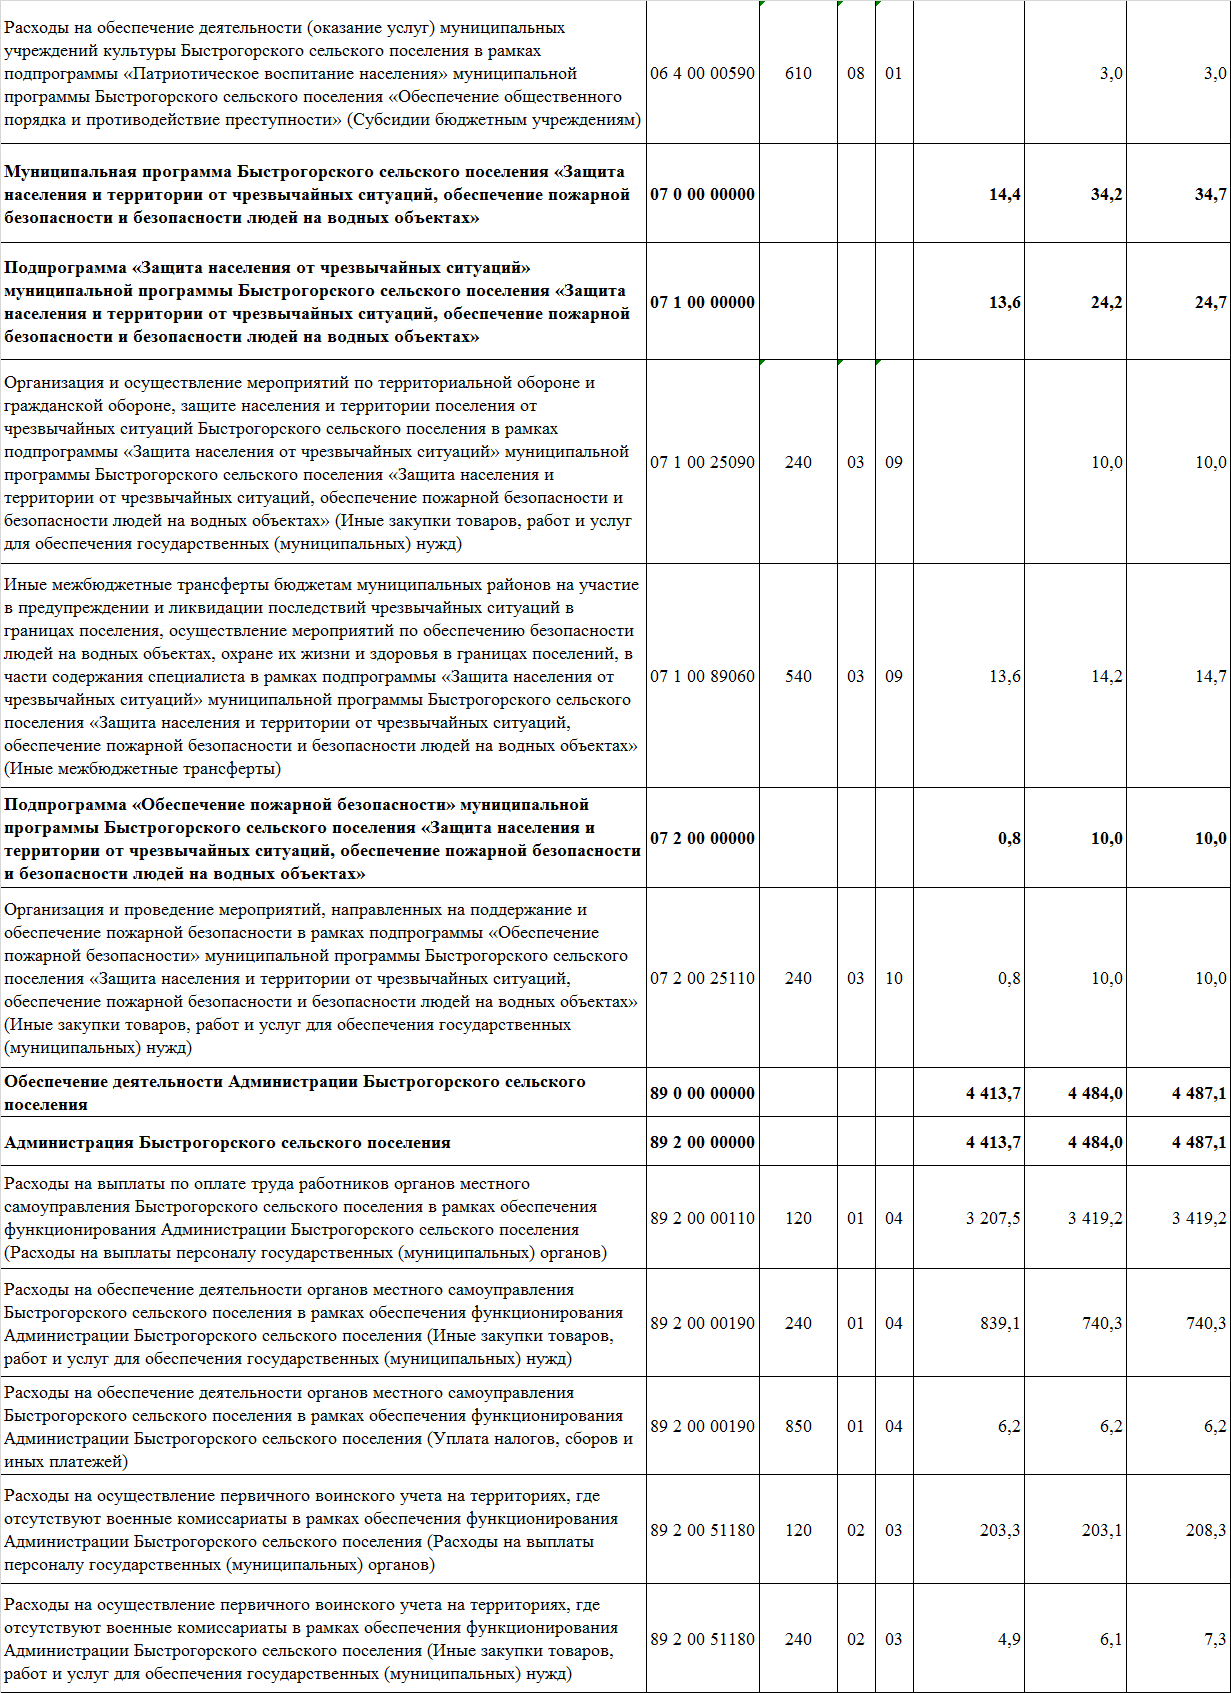 Расходы на обеспечение деятельности (оказание услуг) муниципальных
учреждений культуры Быстрогорского сельского поселения в рамках
подпрограммы «Патриотическое воспитание населения» муниципальной
программы Быстрогорского сельского поселения «Обеспечение общественного
порядка и противодействие преступности» (Субсидии бюджетным учреждениям)
06 4 00 00590 610 08 01 3,0 3,0
Муниципальная программа Быстрогорского сельского поселения «Защита
населения и территории от чрезвычайных ситуаций, обеспечение пожарной
безопасности и безопасности людей на водных объектах»
07 0 00 00000 14,4 34,2 34,7
Подпрограмма «Защита населения от чрезвычайных ситуаций»
муниципальной программы Быстрогорского сельского поселения «Защита
населения и территории от чрезвычайных ситуаций, обеспечение пожарной
безопасности и безопасности людей на водных объектах»
07 1 00 00000 13,6 24,2 24,7
Организация и осуществление мероприятий по территориальной обороне и
гражданской обороне, защите населения и территории поселения от
чрезвычайных ситуаций Быстрогорского сельского поселения в рамках
подпрограммы «Защита населения от чрезвычайных ситуаций» муниципальной
программы Быстрогорского сельского поселения «Защита населения и
территории от чрезвычайных ситуаций, обеспечение пожарной безопасности и
безопасности людей на водных объектах» (Иные закупки товаров, работ и услуг
для обеспечения государственных (муниципальных) нужд)
07 1 00 25090 240 03 09 10,0 10,0
Иные межбюджетные трансферты бюджетам муниципальных районов на участие
в предупреждении и ликвидации последствий чрезвычайных ситуаций в
границах поселения, осуществление мероприятий по обеспечению безопасности
людей на водных объектах, охране их жизни и здоровья в границах поселений, в
части содержания специалиста в рамках подпрограммы «Защита населения от
чрезвычайных ситуаций» муниципальной программы Быстрогорского сельского
поселения «Защита населения и территории от чрезвычайных ситуаций,
обеспечение пожарной безопасности и безопасности людей на водных объектах»
(Иные межбюджетные трансферты)
07 1 00 89060 540 03 09 13,6 14,2 14,7
Подпрограмма «Обеспечение пожарной безопасности» муниципальной
программы Быстрогорского сельского поселения «Защита населения и
территории от чрезвычайных ситуаций, обеспечение пожарной безопасности
и безопасности людей на водных объектах»
07 2 00 00000 0,8 10,0 10,0
Организация и проведение мероприятий, направленных на поддержание и
обеспечение пожарной безопасности в рамках подпрограммы «Обеспечение
пожарной безопасности» муниципальной программы Быстрогорского сельского
поселения «Защита населения и территории от чрезвычайных ситуаций,
обеспечение пожарной безопасности и безопасности людей на водных объектах»
(Иные закупки товаров, работ и услуг для обеспечения государственных
(муниципальных) нужд)
07 2 00 25110 240 03 10 0,8 10,0 10,0
Обеспечение деятельности Администрации Быстрогорского сельского
поселения
89 0 00 00000 4 413,7 4 484,0 4 487,1
Администрация Быстрогорского сельского поселения 89 2 00 00000 4 413,7 4 484,0 4 487,1
Расходы на выплаты по оплате труда работников органов местного
самоуправления Быстрогорского сельского поселения в рамках обеспечения
функционирования Администрации Быстрогорского сельского поселения
(Расходы на выплаты персоналу государственных (муниципальных) органов)
89 2 00 00110 120 01 04 3 207,5 3 419,2 3 419,2
Расходы на обеспечение деятельности органов местного самоуправления
Быстрогорского сельского поселения в рамках обеспечения функционирования
Администрации Быстрогорского сельского поселения (Иные закупки товаров,
работ и услуг для обеспечения государственных (муниципальных) нужд)
89 2 00 00190 240 01 04 839,1 740,3 740,3
Расходы на обеспечение деятельности органов местного самоуправления
Быстрогорского сельского поселения в рамках обеспечения функционирования
Администрации Быстрогорского сельского поселения (Уплата налогов, сборов и
иных платежей)
89 2 00 00190 850 01 04 6,2 6,2 6,2
Расходы на осуществление первичного воинского учета на территориях, где
отсутствуют военные комиссариаты в рамках обеспечения функционирования
Администрации Быстрогорского сельского поселения (Расходы на выплаты
персоналу государственных (муниципальных) органов)
89 2 00 51180 120 02 03 203,3 203,1 208,3
Расходы на осуществление первичного воинского учета на территориях, где
отсутствуют военные комиссариаты в рамках обеспечения функционирования
Администрации Быстрогорского сельского поселения (Иные закупки товаров,
работ и услуг для обеспечения государственных (муниципальных) нужд)
89 2 00 51180 240 02 03 4,9 6,1 7,3